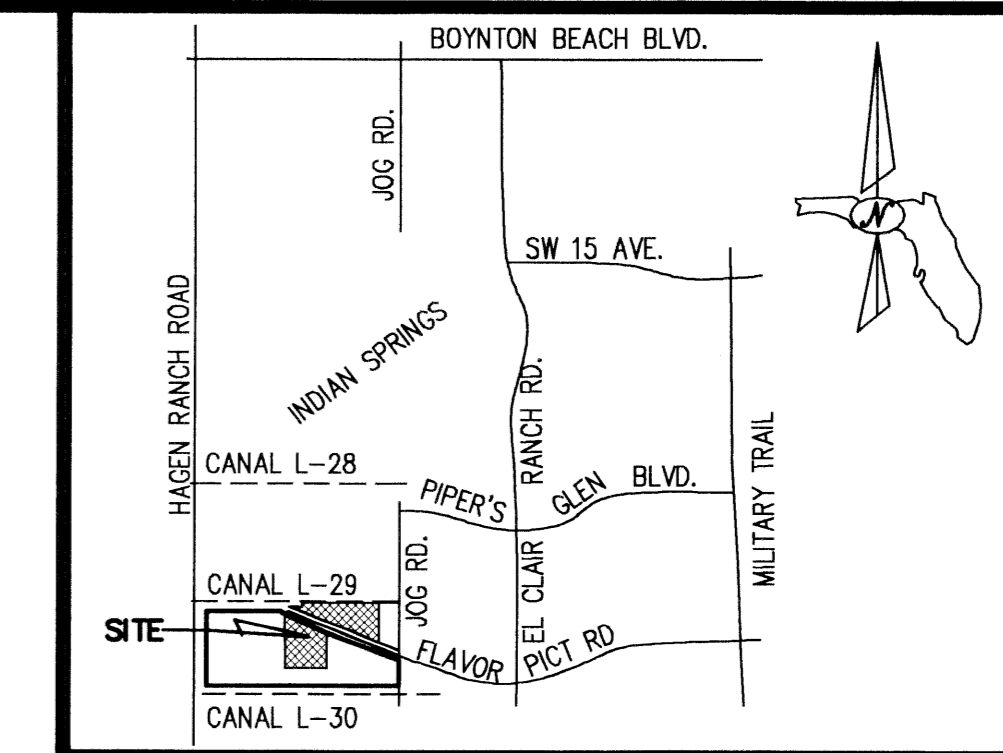 BOYNTON BEACH BLVD.
JOG RD.
N
SW 15 AVE.
HAGEN RANCH ROAD
INDIAN SPRINGS
EL CLAIR RANCH RD.
MILITARY TRAIL
CANAL L-28
PIPER'S GLEN BLVD.
JOG RD.
CANAL L-29
SITE
FLAVOR PICT RD
CANAL L-30